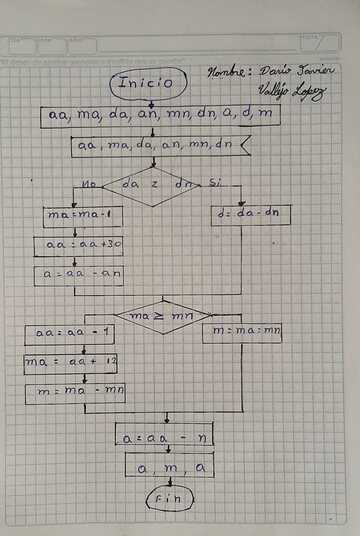 Nombre: Darío Javier
Vallejo Lopez
Inicio
aa, ma, da, an, mn, dn, a, d, m
aa, ma, da, an, mn, dn
No da ≥ dn Si
ma = ma - 1
d = da - dn
aa = aa + 30
a = aa - an
ma ≥ mn
aa = aa - 1
m = ma = mn
ma = aa + 12
m = ma - mn
a = aa - n
a, m, a
Fin